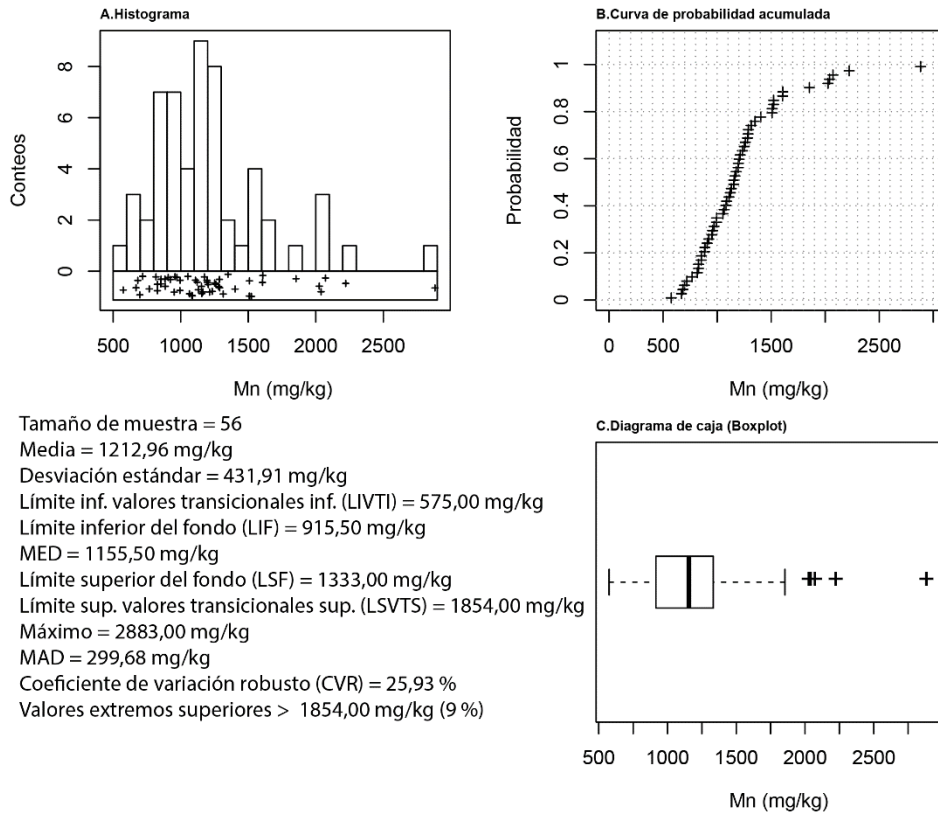 A.Histograma
8
6
4
2
0
Conteos
500 1000 1500 2000 2500
Mn (mg/kg)
B.Curva de probabilidad acumulada
1
0.8
0.6
0.4
0.2
0
Probabilidad
0 500 1500 2500
Mn (mg/kg)
Tamaño de muestra = 56
Media = 1212,96 mg/kg
Desviación estándar = 431,91 mg/kg
Límite inf. valores transicionales inf. (LIVTI) = 575,00 mg/kg
Límite inferior del fondo (LIF) = 915,50 mg/kg
MED = 1155,50 mg/kg
Límite superior del fondo (LSF) = 1333,00 mg/kg
Límite sup. valores transicionales sup. (LSVTS) = 1854,00 mg/kg
Máximo = 2883,00 mg/kg
MAD = 299,68 mg/kg
Coeficiente de variación robusto (CVR) = 25,93 %
Valores extremos superiores > 1854,00 mg/kg (9 %)
C.Diagrama de caja (Boxplot)
500 1000 1500 2000 2500
Mn (mg/kg)